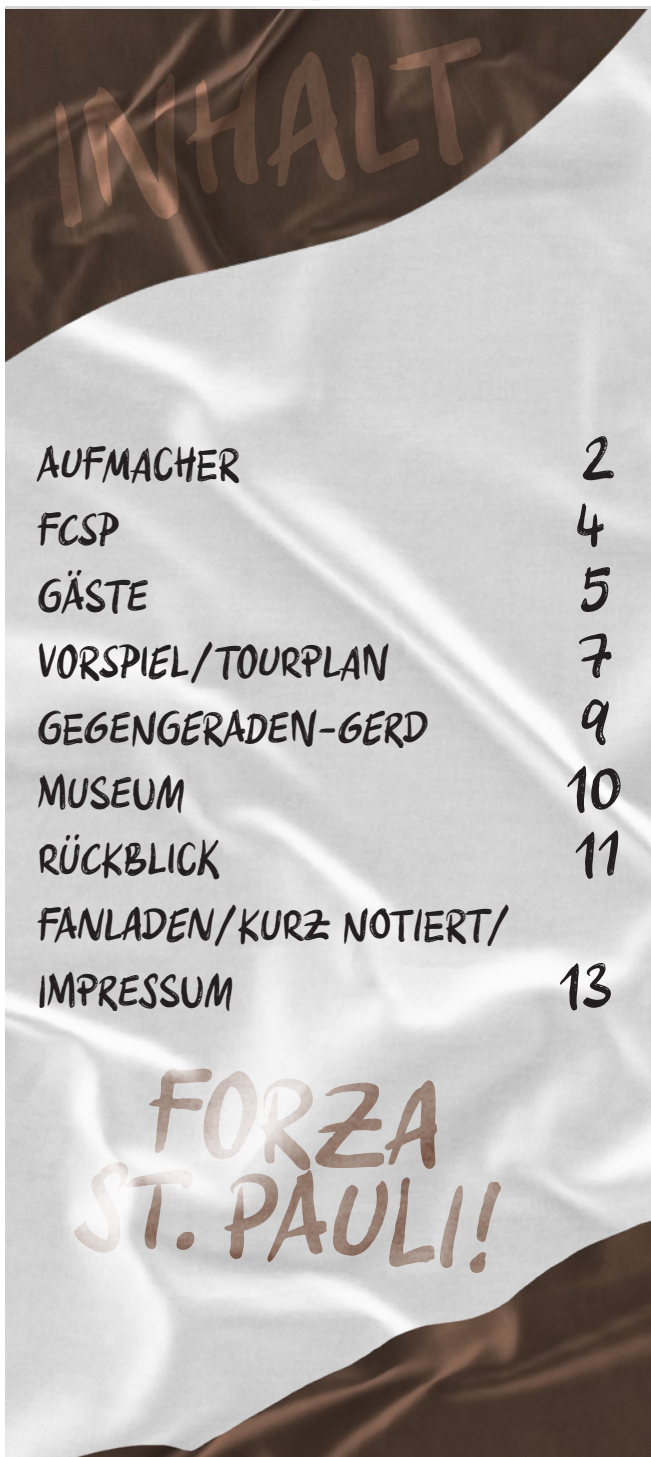 INHALT
AUFMACHER 2
FCSP 4
GÄSTE 5
VORSPIEL/TOURPLAN 7
GEGENGERADEN-GERD 9
MUSEUM 10
RÜCKBLICK 11
FANLADEN/KURZ NOTIERT/
IMPRESSUM 13
FORZA
ST. PAULI!